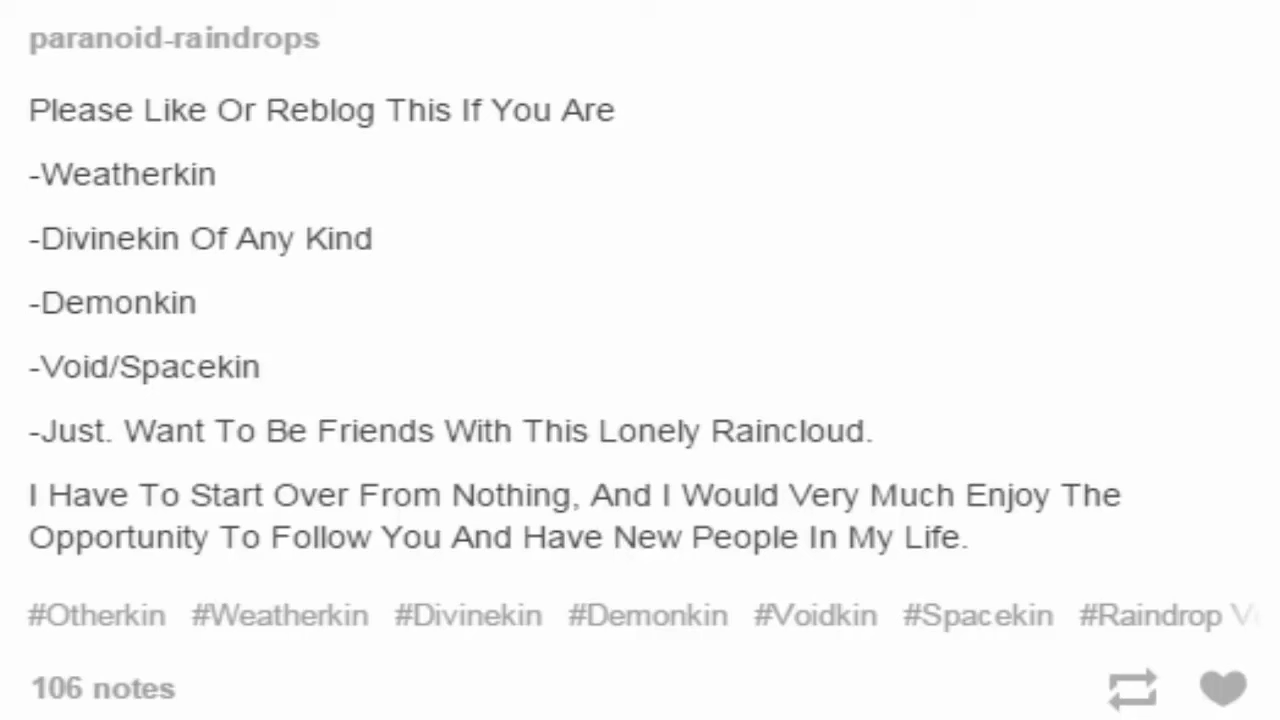 paranoid-raindrops
Please Like Or Reblog This If You Are
-Weatherkin
-Divinekin Of Any Kind
-Demonkin
-Void/Spacekin
-Just. Want To Be Friends With This Lonely Raincloud.
I Have To Start Over From Nothing, And I Would Very Much Enjoy The
Opportunity To Follow You And Have New People In My Life.
#Otherkin #Weatherkin #Divinekin #Demonkin #Voidkin #Spacekin #Raindrop
106 notes